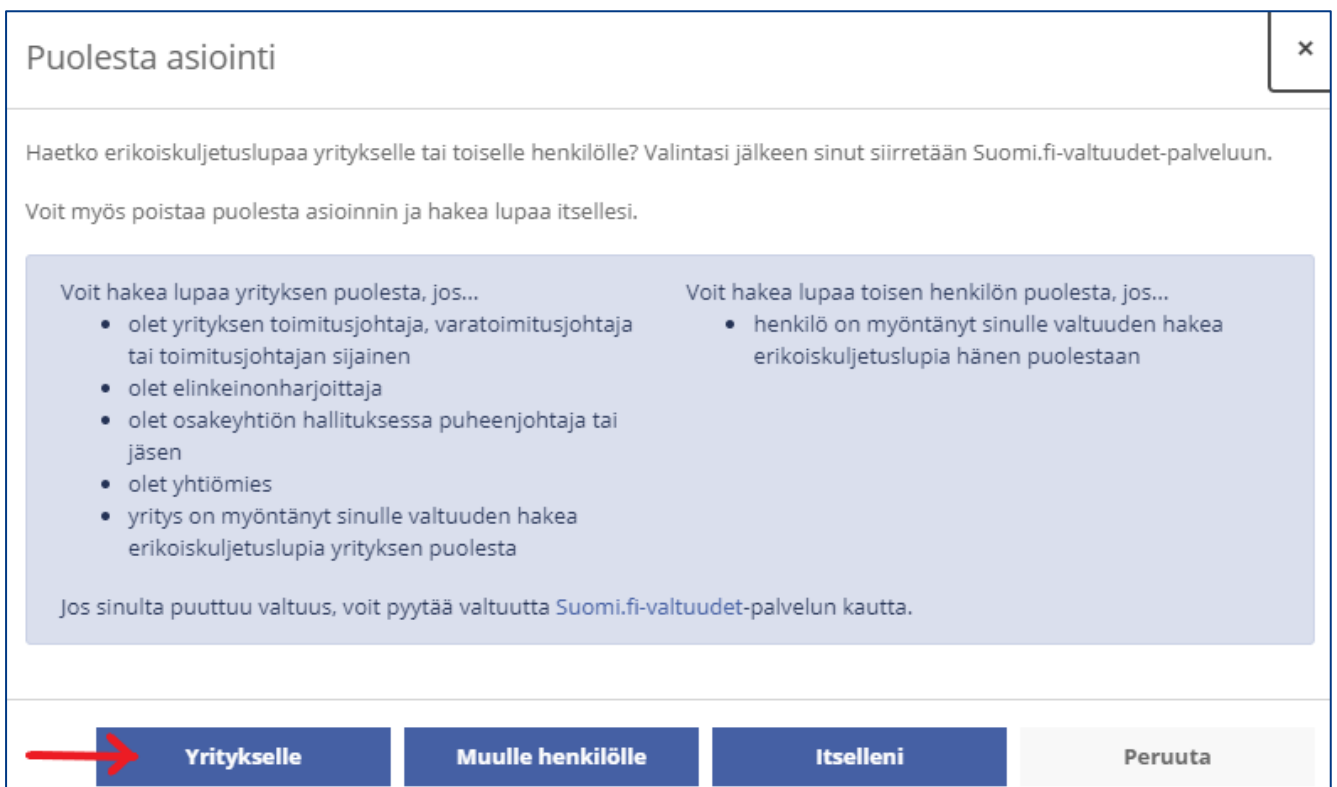 Puolesta asiointi
×
Haetko erikoiskuljetuslupaa yritykselle tai toiselle henkilölle? Valintasi jälkeen sinut siirretään Suomi.fi-valtuudet-palveluun.
Voit myös poistaa puolesta asioinnin ja hakea lupaa itsellesi.
Voit hakea lupaa yrityksen puolesta, jos...
• olet yrityksen toimitusjohtaja, varatoimitusjohtaja
tai toimitusjohtajan sijainen
• olet elinkeinonharjoittaja
• olet osakeyhtiön hallituksessa puheenjohtaja tai
jäsen
• olet yhtiömies
• yritys on myöntänyt sinulle valtuuden hakea
erikoiskuljetuslupia yrityksen puolesta
Voit hakea lupaa toisen henkilön puolesta, jos...
• henkilö on myöntänyt sinulle valtuuden hakea
erikoiskuljetuslupia hänen puolestaan
Jos sinulta puuttuu valtuus, voit pyytää valtuutta Suomi.fi-valtuudet-palvelun kautta.
Yritykselle
Muulle henkilölle
Itselleni
Peruuta